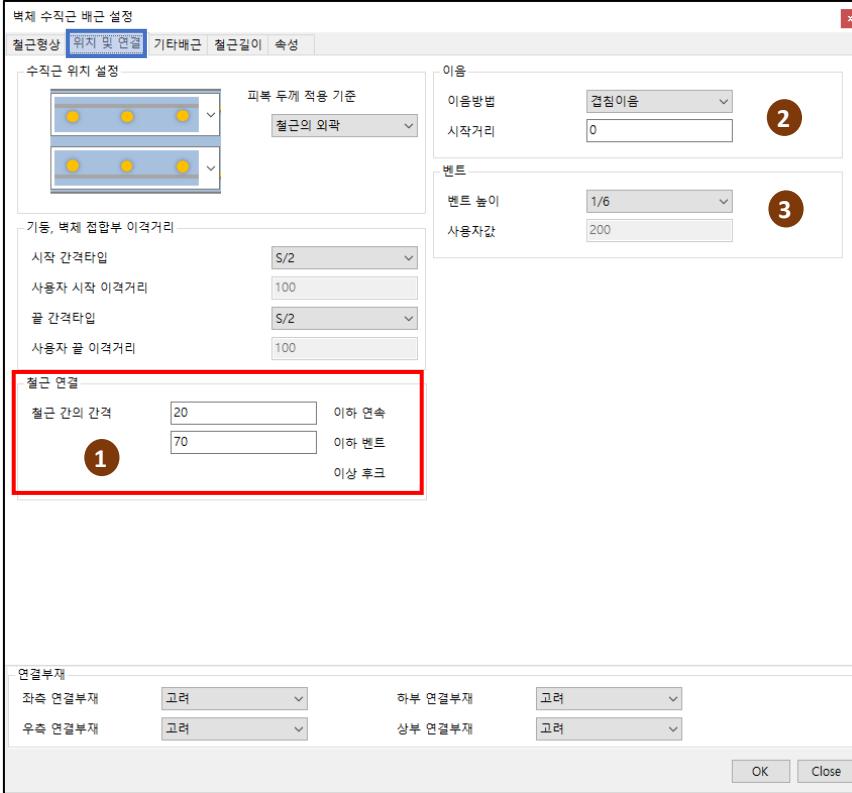 벽체 수직근 배근 설정
철근형상 위치 및 연결 기타배근 철근길이 속성
수직근 위치 설정
피복 두께 적용 기준
철근의 외곽
기둥, 벽체 접합부 이격거리
시작 간격타입 S/2
사용자 시작 이격거리 100
끝 간격타입 S/2
사용자 끝 이격거리 100
철근 연결
철근 간의 간격 20 이하 연속
70 이하 벤트
이상 후크
1
이음
이음방법 겹침이음
시작거리 0
2
벤트
벤트 높이 1/6
사용자값 200
3
연결부재
좌측 연결부재 고려 하부 연결부재 고려
우측 연결부재 고려 상부 연결부재 고려
OK Close